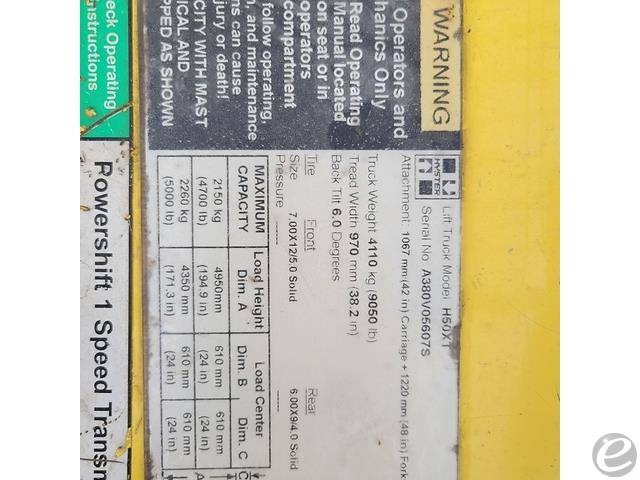 WARNING
Operators and
hanics Only
Read Operating
Manual located
on seat or in
operators
compartment
follow operating,
n, and maintenance
ns can cause
jury or death!
CITY WITH MAST
ICAL AND
PPED AS SHOWN
eck Operating
nstructions
HYSTER
Lift Truck Model H50XT
Serial No A380V05607S
Attachment: 1067 mm (42 in) Carriage + 1220 mm (48 in) Fork
Truck Weight 4110 kg (9050 lb)
Tread Width 970 mm (38.2 in)
Back Tilt 6.0 Degrees
Tire Front Rear
Size 7.00X12/5.0 Solid 6.00X9/4.0 Solid
Pressure ----- -----
MAXIMUM CAPACITY Load Height Dim. A Load Center Dim. B Dim. C
2150 kg 4950mm 610 mm 610 mm
(4700 lb) (194.9 in) (24 in) (24 in)
2260 kg 4350 mm 610 mm 610 mm
(5000 lb) (171.3 in) (24 in) (24 in)
Powershift 1 Speed Transm